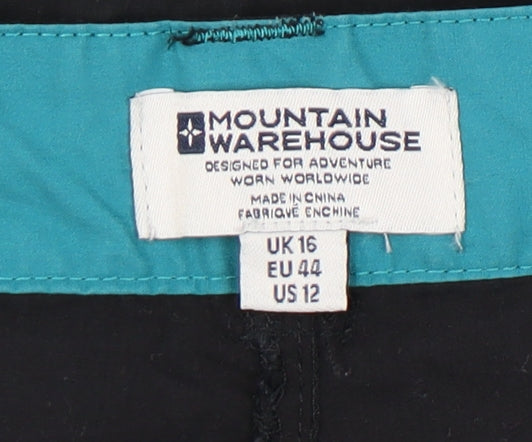 MOUNTAIN
WAREHOUSE
DESIGNED FOR ADVENTURE
WORN WORLDWIDE
MADE IN CHINA
FABRIQUÉ EN CHINE
UK 16
EU 44
US 12